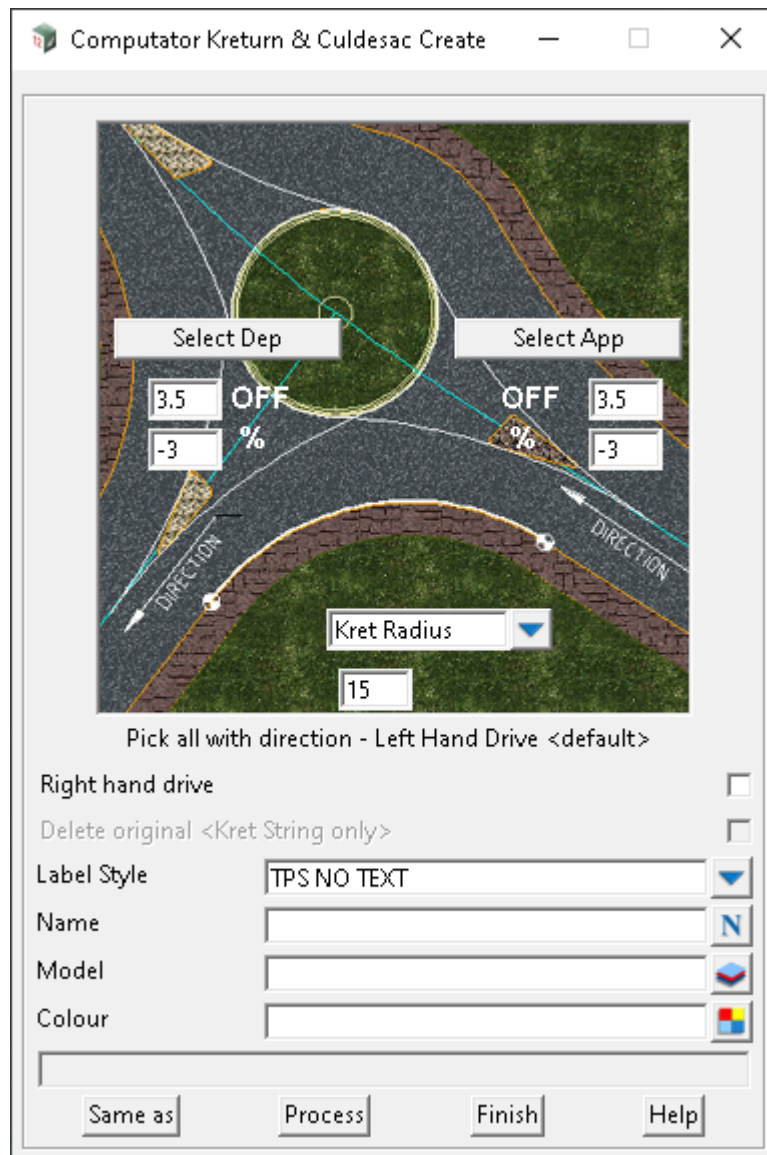 Computator Kreturn & Culdesac Create
Select Dep Select App
3.5 OFF OFF 3.5
-3 % % -3
DIRECTION DIRECTION
Kret Radius
15
Pick all with direction - Left Hand Drive <default>
Right hand drive
Delete original <Kret String only>
Label Style TPS NO TEXT
Name N
Model
Colour
Same as Process Finish Help